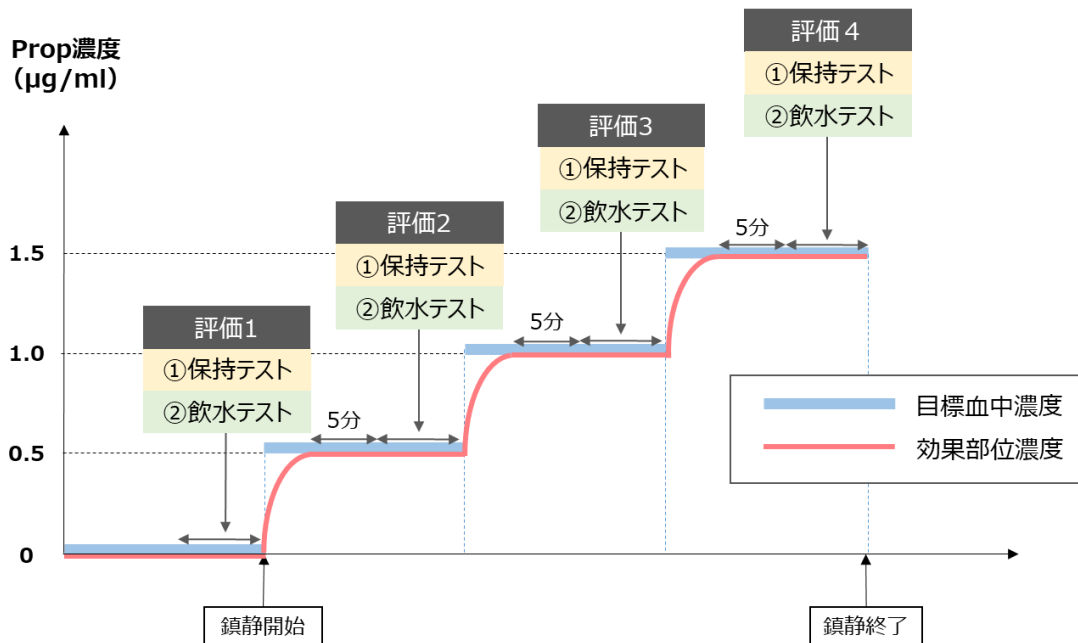 Prop濃度
（μg/ml）
評価４
①保持テスト
②飲水テスト
評価3
①保持テスト
②飲水テスト
評価2
①保持テスト
②飲水テスト
評価1
①保持テスト
②飲水テスト
5分
5分
5分
1.5
1.0
0.5
0
目標血中濃度
効果部位濃度
鎮静開始
鎮静終了